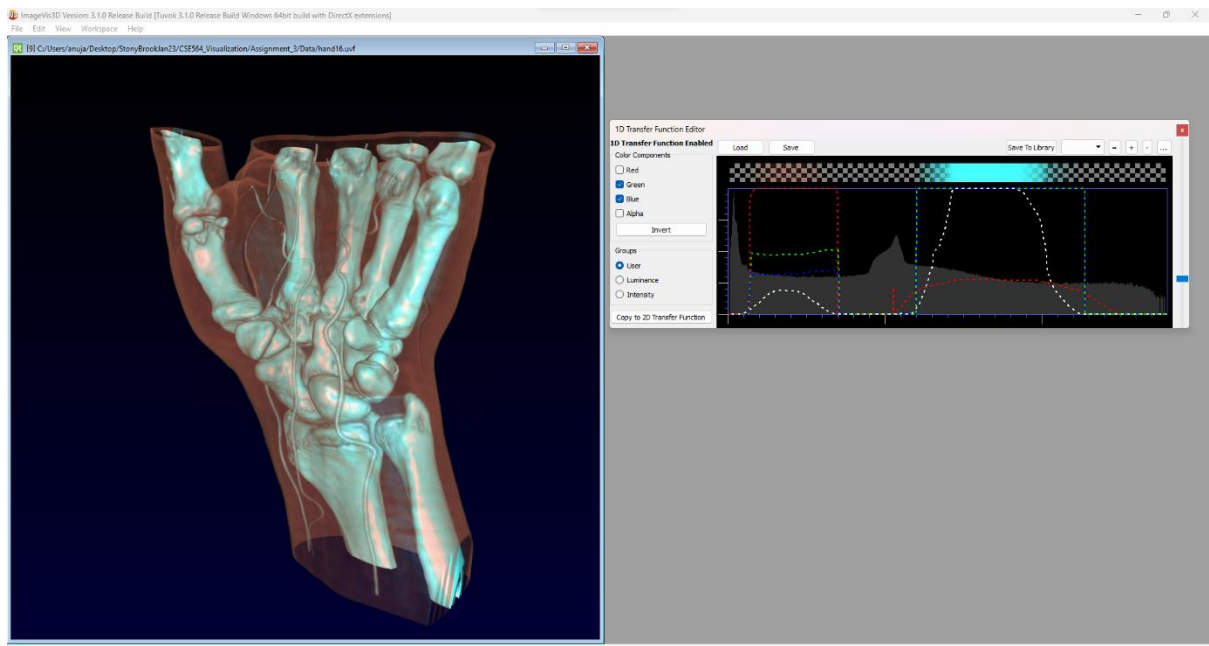 ImageVis3D Version: 3.1.0 Release Build [Tuvok 3.1.0 Release Build Windows 64bit build with DirectX extensions]
File Edit View Workspace Help
Qt [9] C:/Users/anuja/Desktop/StonyBrookJan23/CSE564_Visualization/Assignment_3/Data/hand16.uvf
1D Transfer Function Editor
1D Transfer Function Enabled
Load Save Save To Library - + - ...
Color Components
Red
Green
Blue
Alpha
Invert
Groups
User
Luminance
Intensity
Copy to 2D Transfer Function